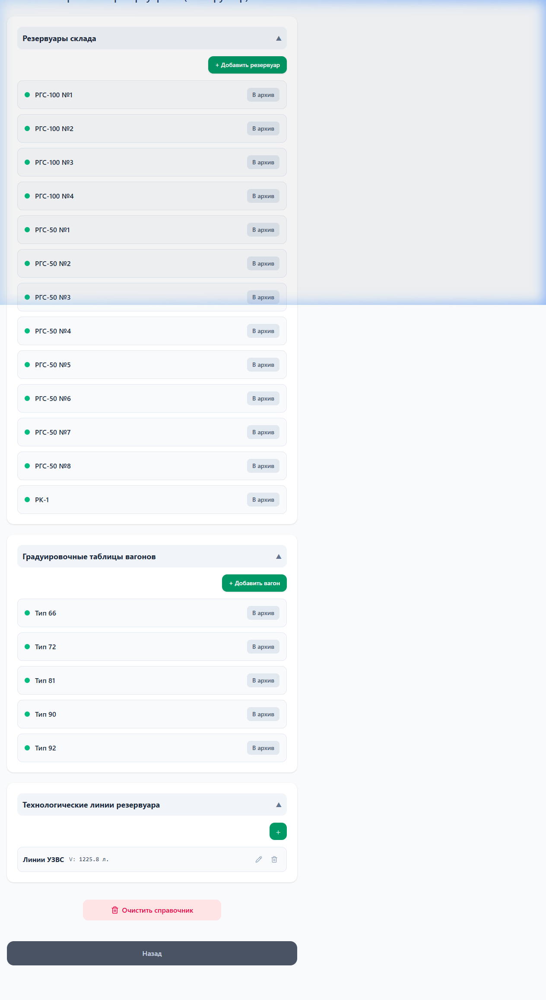 Резервуары склада ▲
+ Добавить резервуар
РГС-100 №1 В архив
РГС-100 №2 В архив
РГС-100 №3 В архив
РГС-100 №4 В архив
РГС-50 №1 В архив
РГС-50 №2 В архив
РГС-50 №3 В архив
РГС-50 №4 В архив
РГС-50 №5 В архив
РГС-50 №6 В архив
РГС-50 №7 В архив
РГС-50 №8 В архив
РК-1 В архив
Градуировочные таблицы вагонов ▲
+ Добавить вагон
Тип 66 В архив
Тип 72 В архив
Тип 81 В архив
Тип 90 В архив
Тип 92 В архив
Технологические линии резервуара ▲
+
Линии УЗВС V: 1225.8 л.
Очистить справочник
Назад